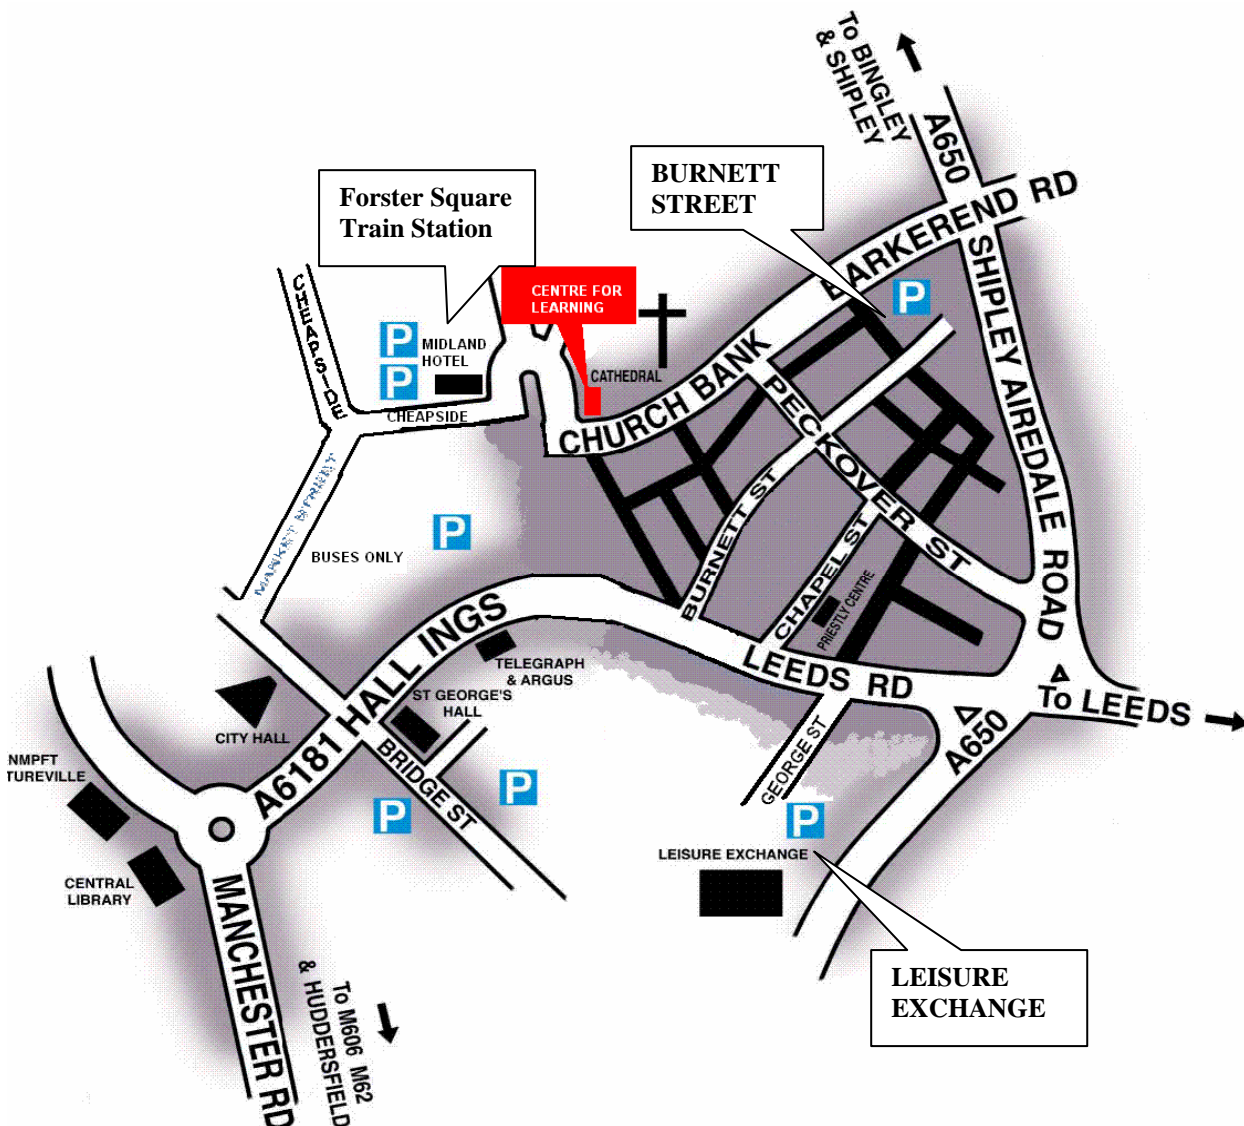 To BINGLEY
& SHIPLEY
A650
BARKEREND RD
BURNETT
STREET
Forster Square
Train Station
CHEAPSIDE
CENTRE FOR
LEARNING
P
P
MIDLAND
HOTEL
P
CATHEDRAL
CHEAPSIDE
CHURCH BANK
PECKOVER ST
SHIPLEY AIREDALE ROAD
MARKET STREET
BUSES ONLY
P
BURNETT ST
CHAPEL ST
PRIESTLY CENTRE
A6181 HALL INGS
TELEGRAPH
& ARGUS
ST GEORGE'S
HALL
CITY HALL
BRIDGE ST
LEEDS RD
To LEEDS
A650
GEORGE ST
NMPFT
TUREVILLE
P
P
P
LEISURE EXCHANGE
CENTRAL
LIBRARY
MANCHESTER RD
To M606 M62
& HUDDERSFIELD
LEISURE
EXCHANGE